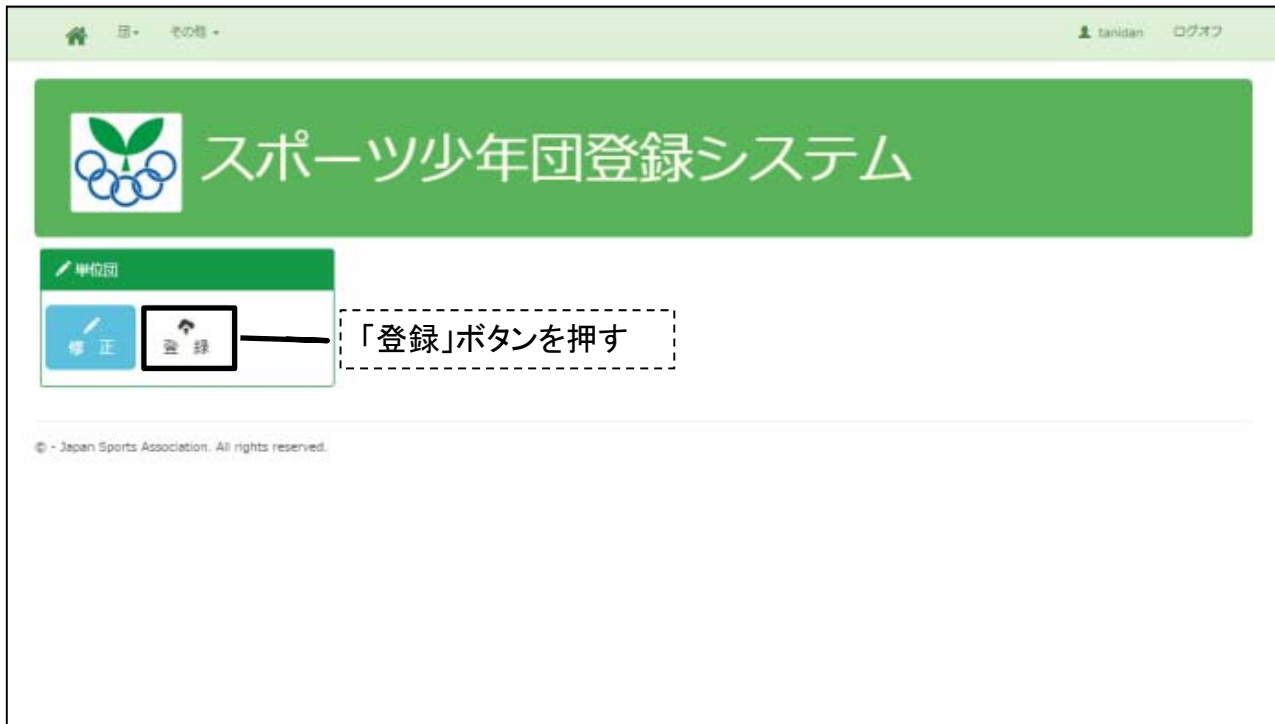 団 その他 tanidan ログオフ
スポーツ少年団登録システム
単位団
修 正 登 録 「登録」ボタンを押す
© - Japan Sports Association. All rights reserved.